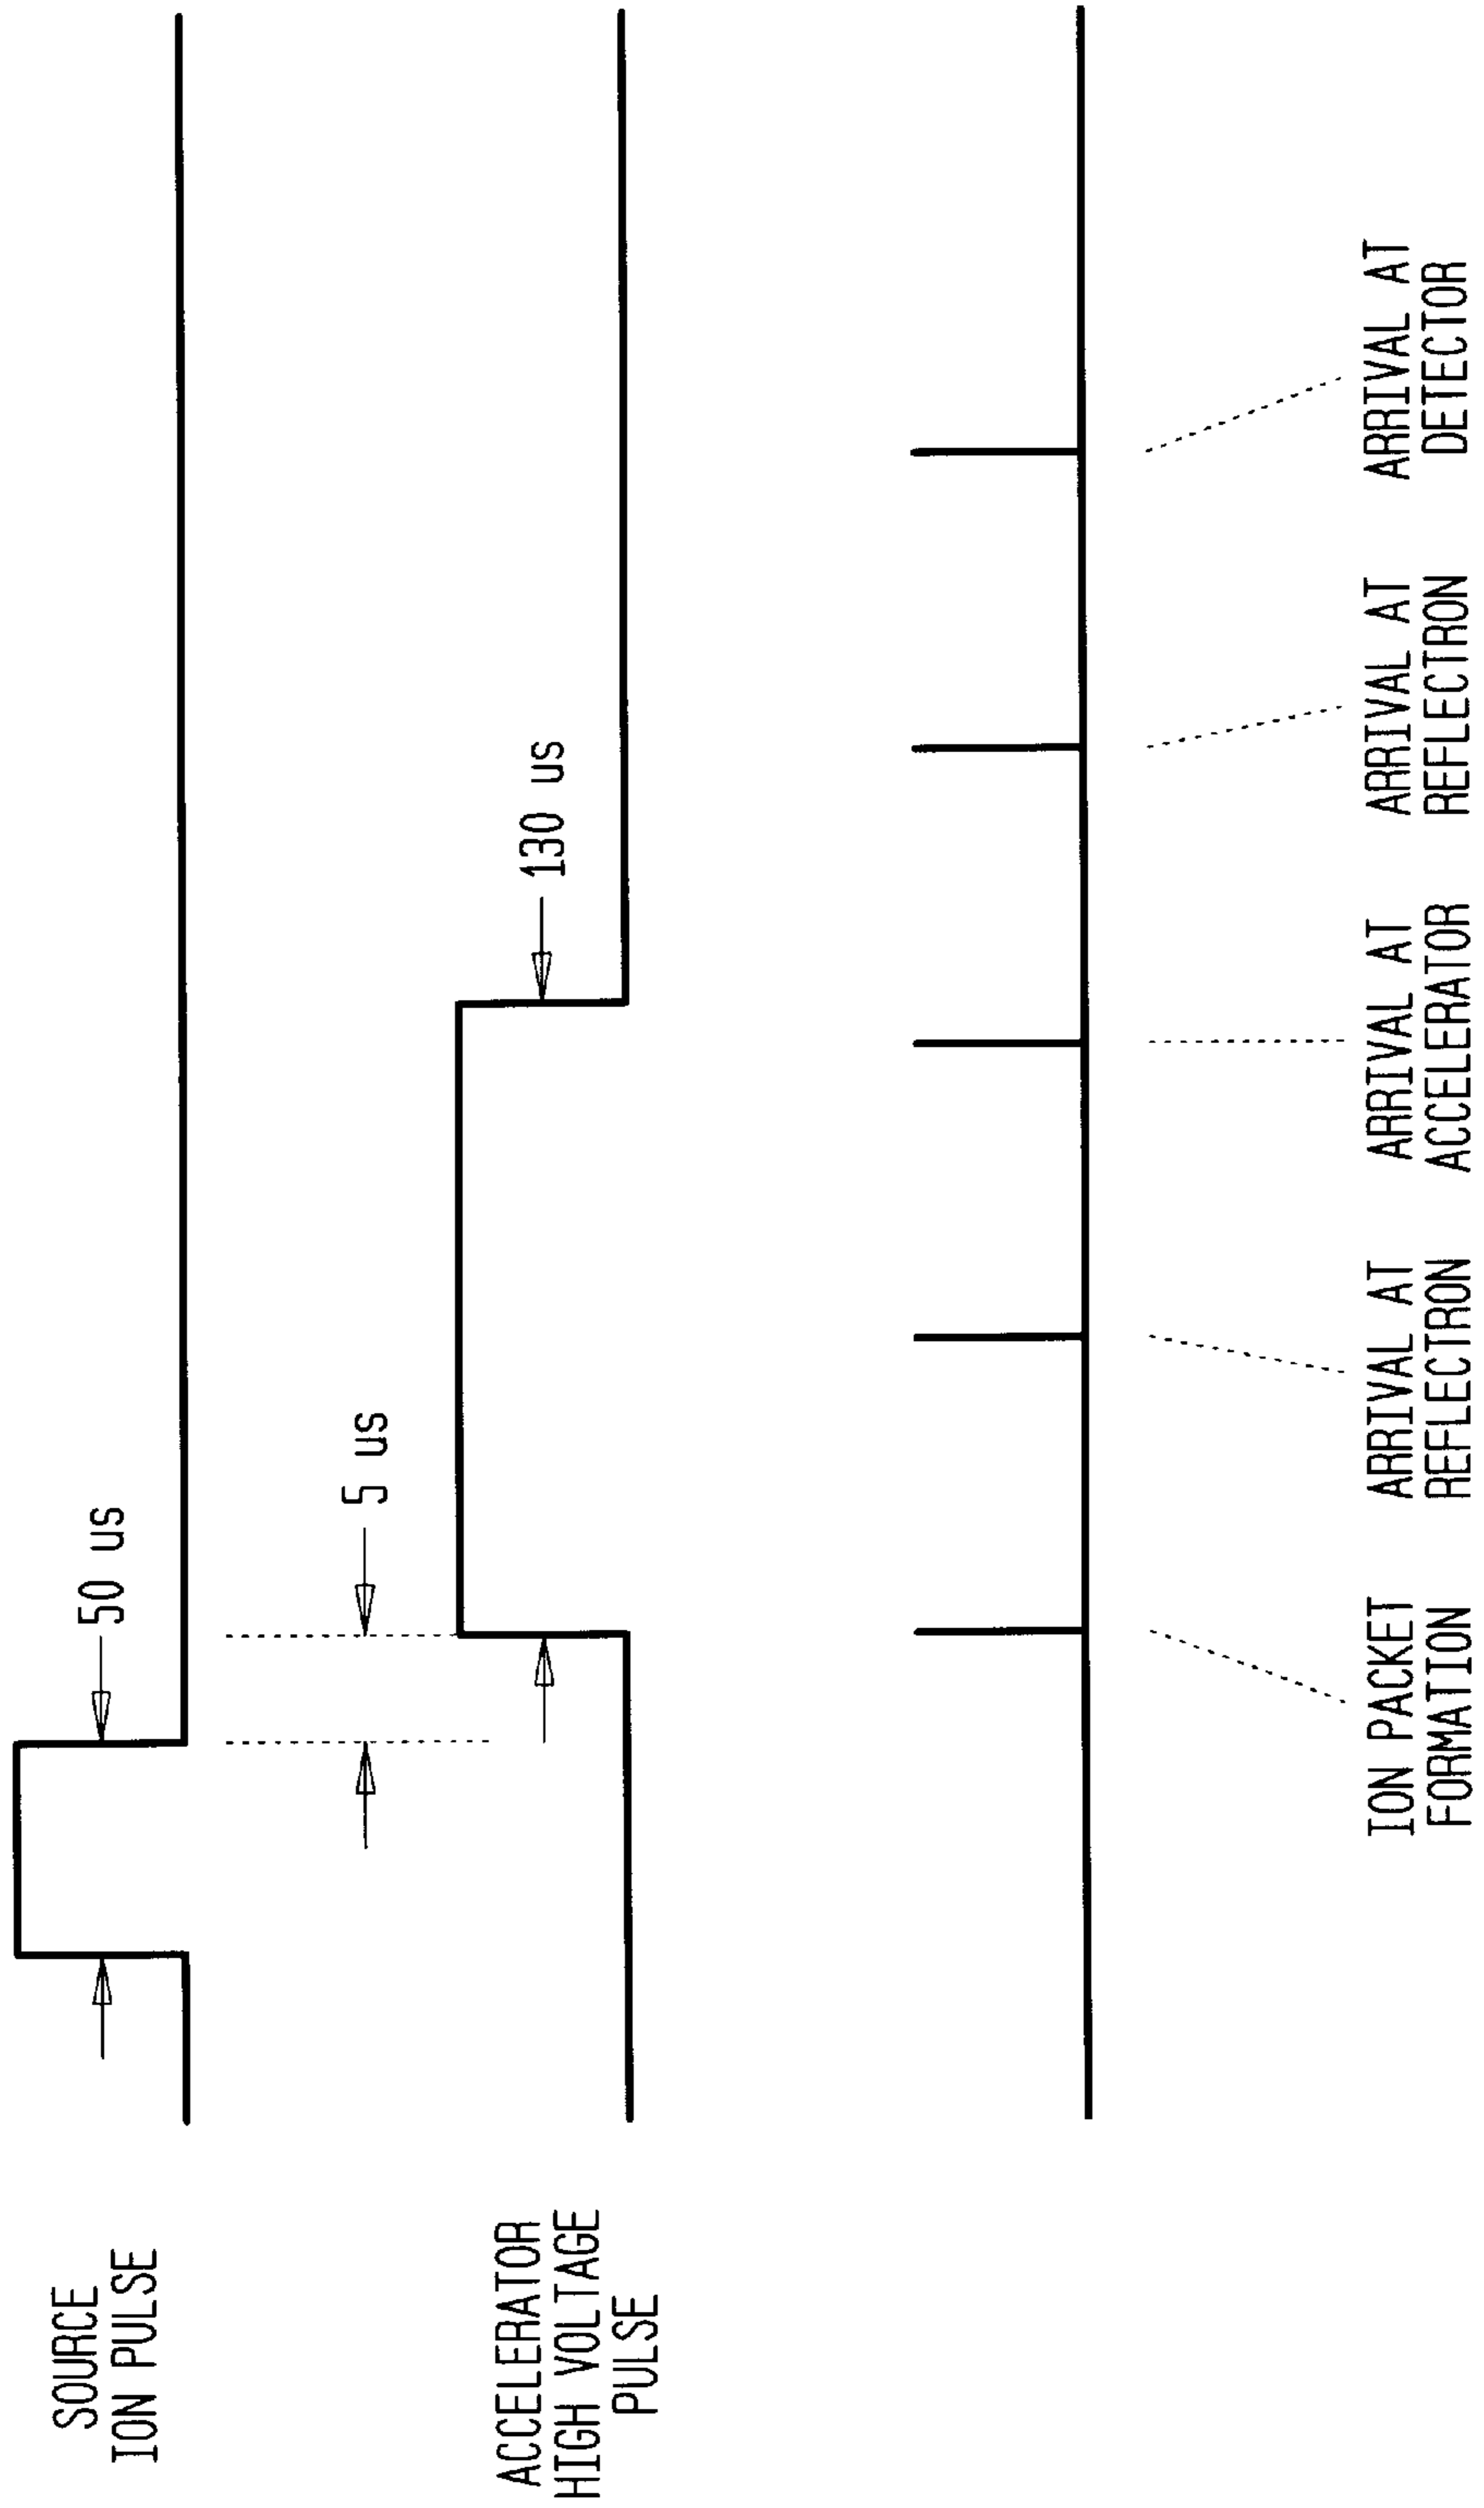 SOURCE
ION PULSE
50 us
5 us
ACCELERATOR
HIGH VOLTAGE
PULSE
130 us
ION PACKET
FORMATION
ARRIVAL AT
REFLECTRON
ARRIVAL AT
ACCELERATOR
ARRIVAL AT
REFLECTRON
ARRIVAL AT
DETECTOR